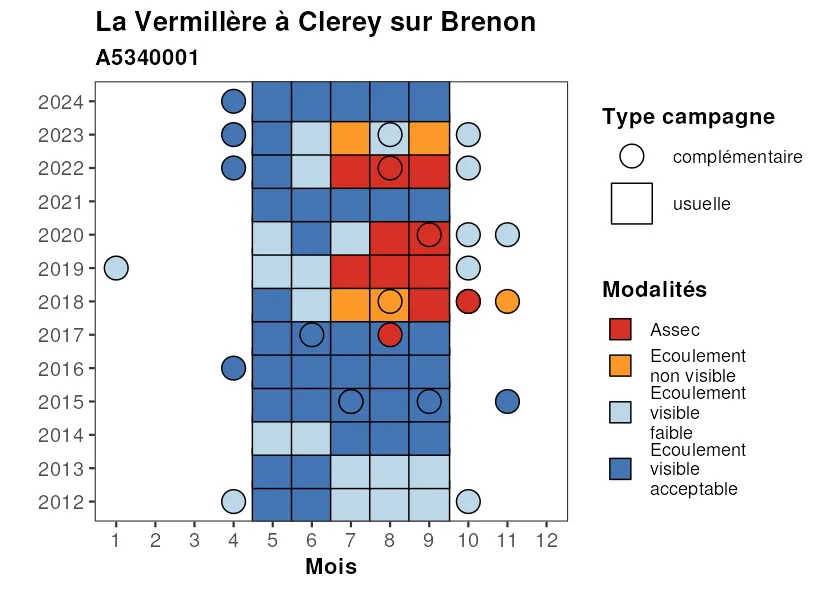 La Vermillère à Clerey sur Brenon
A5340001
2024
2023
2022
2021
2020
2019
2018
2017
2016
2015
2014
2013
2012
1 2 3 4 5 6 7 8 9 10 11 12
Mois
Type campagne
complémentaire
usuelle
Modalités
Assec
Ecoulement
non visible
Ecoulement
visible
faible
Ecoulement
visible
acceptable